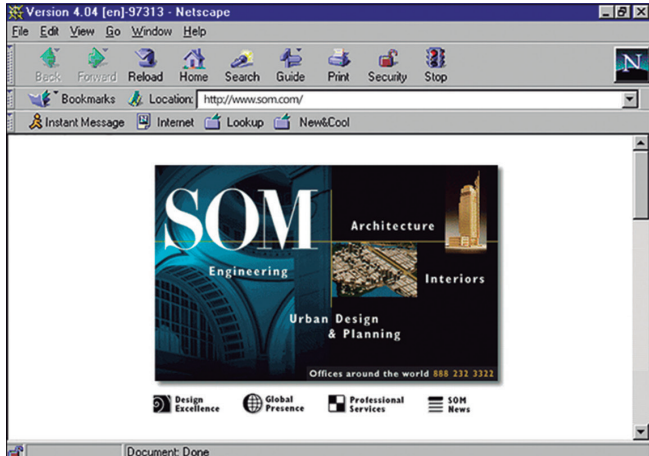 Version 4.04 [en]-97313 - Netscape
File Edit View Go Window Help
Back Forward Reload Home Search Guide Print Security Stop
N
Bookmarks Location: http://www.som.com/
Instant Message Internet Lookup New&Cool
SOM
Architecture
Engineering
Interiors
Urban Design
& Planning
Offices around the world 888 232 3322
Design
Excellence
Global
Presence
Professional
Services
SOM
News
Document: Done